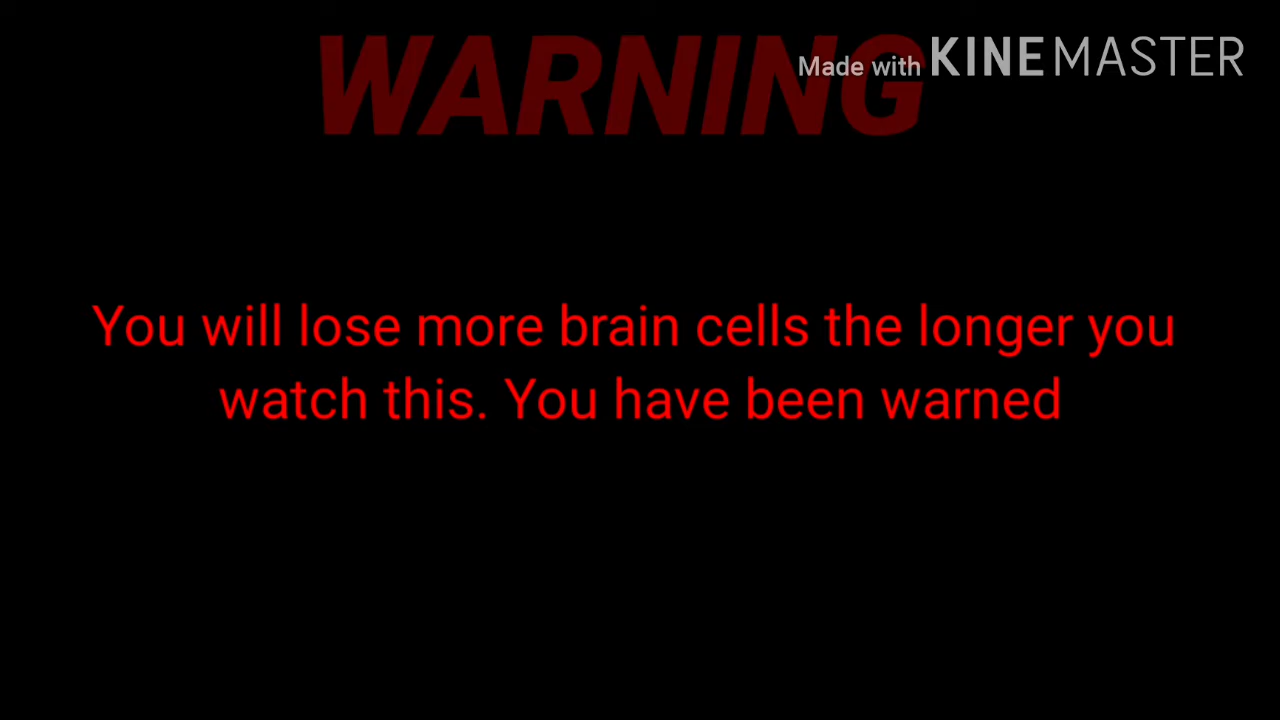 WARNING
Made with KINEMASTER
You will lose more brain cells the longer you
watch this. You have been warned